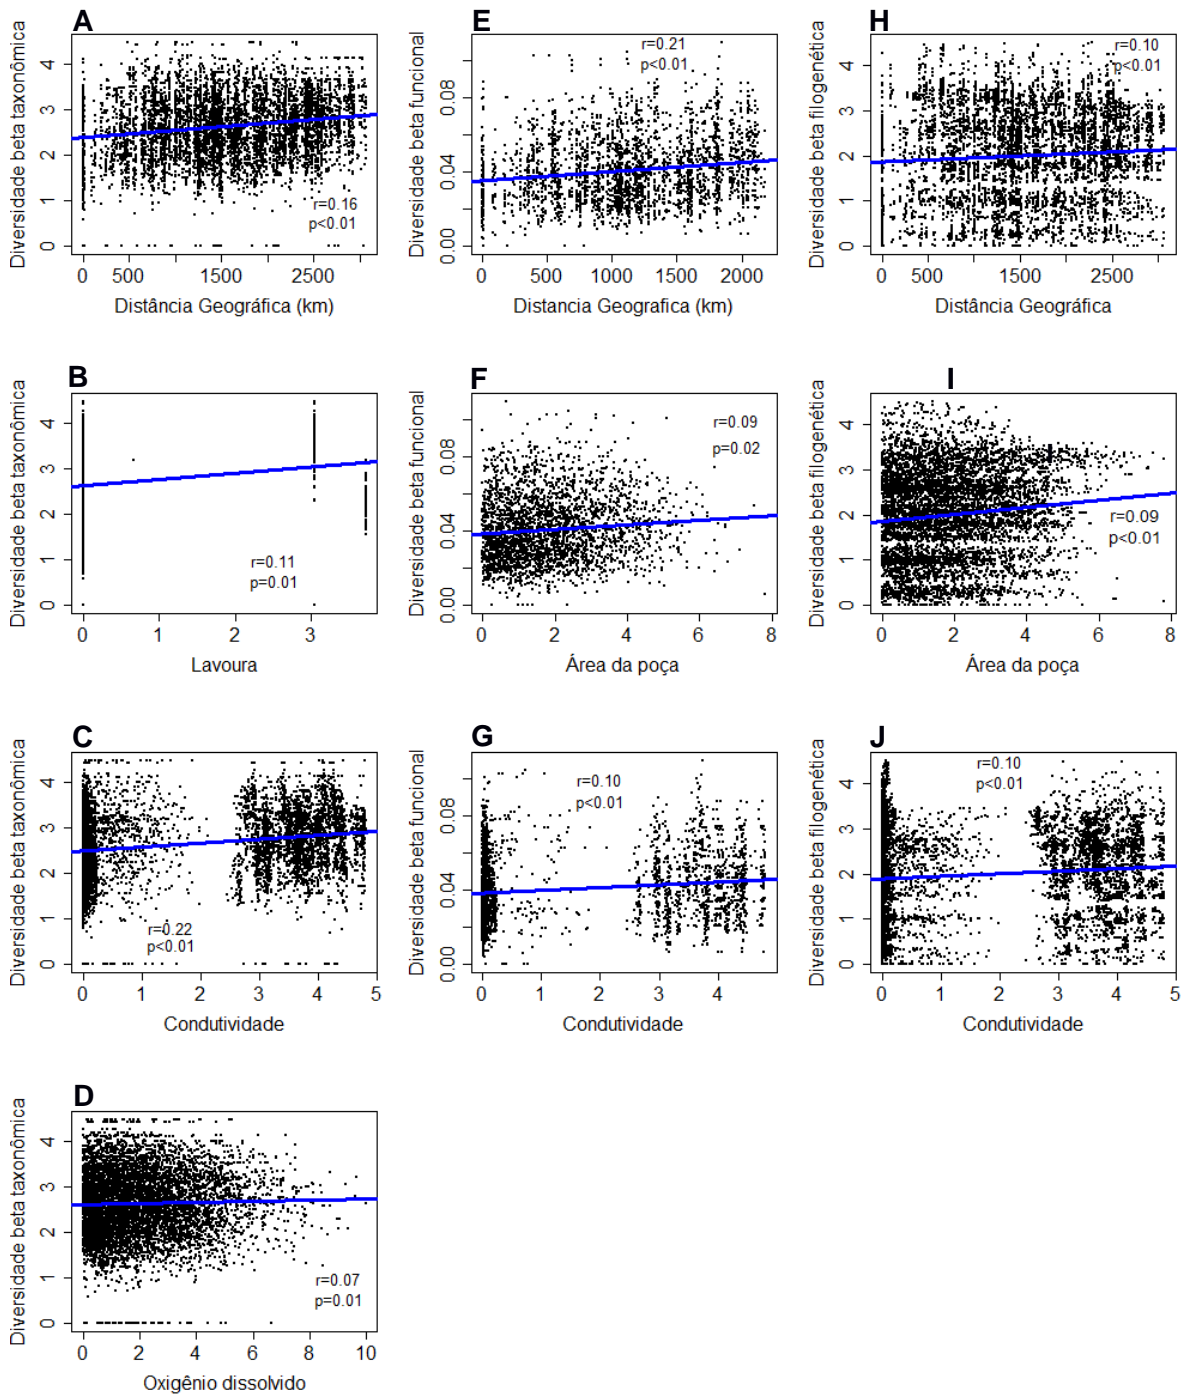 A
Diversidade beta taxonômica
4
3
2
1
0
r=0.16
p<0.01
0 500 1500 2500
Distância Geográfica (km)
E
Diversidade beta funcional
0.08
0.04
0.00
r=0.21
p<0.01
0 500 1000 1500 2000
Distancia Geografica (km)
H
Diversidade beta filogenética
4
3
2
1
0
r=0.10
p<0.01
0 500 1500 2500
Distância Geográfica
B
Diversidade beta taxonômica
4
3
2
1
0
r=0.11
p=0.01
0 1 2 3
Lavoura
F
Diversidade beta funcional
0.08
0.04
0.00
r=0.09
p=0.02
0 2 4 6 8
Área da poça
I
Diversidade beta filogenética
4
3
2
1
0
r=0.09
p<0.01
0 2 4 6 8
Área da poça
C
Diversidade beta taxonômica
4
3
2
1
0
r=0.22
p<0.01
0 1 2 3 4 5
Condutividade
G
Diversidade beta funcional
0.08
0.04
0.00
r=0.10
p<0.01
0 1 2 3 4
Condutividade
J
Diversidade beta filogenética
4
3
2
1
0
r=0.10
p<0.01
0 1 2 3 4 5
Condutividade
D
Diversidade beta taxonômica
4
3
2
1
0
r=0.07
p=0.01
0 2 4 6 8 10
Oxigênio dissolvido